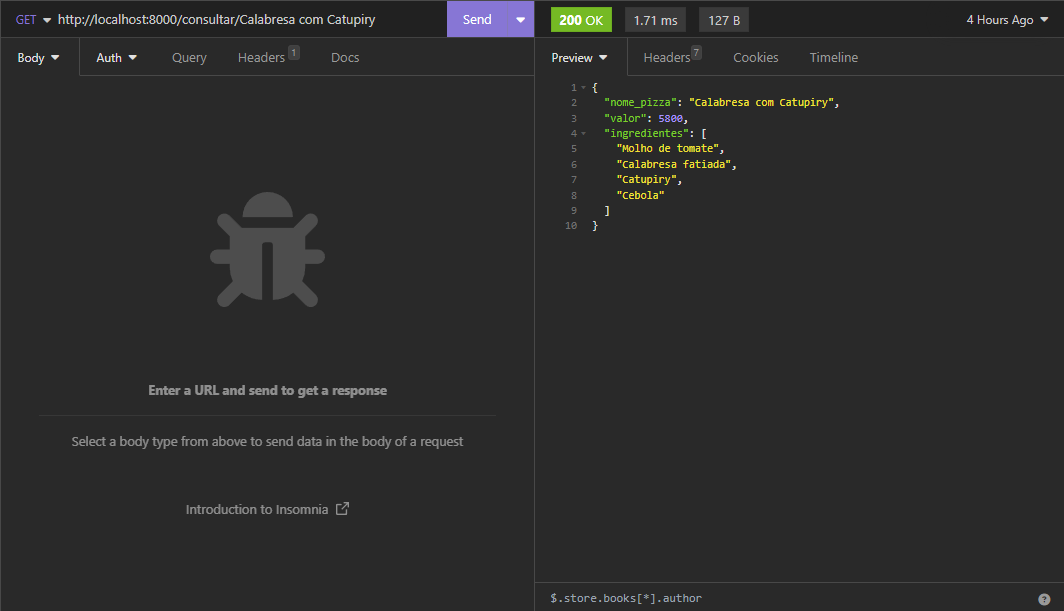 GET http://localhost:8000/consultar/Calabresa com Catupiry Send
200 OK 1.71 ms 127 B 4 Hours Ago
Body Auth Query Headers 1 Docs
Preview Headers 7 Cookies Timeline
Enter a URL and send to get a response
Select a body type from above to send data in the body of a request
Introduction to Insomnia
1 {
2 "nome_pizza": "Calabresa com Catupiry",
3 "valor": 5800,
4 "ingredientes": [
5 "Molho de tomate",
6 "Calabresa fatiada",
7 "Catupiry",
8 "Cebola"
9 ]
10 }
$.store.books[*].author ?